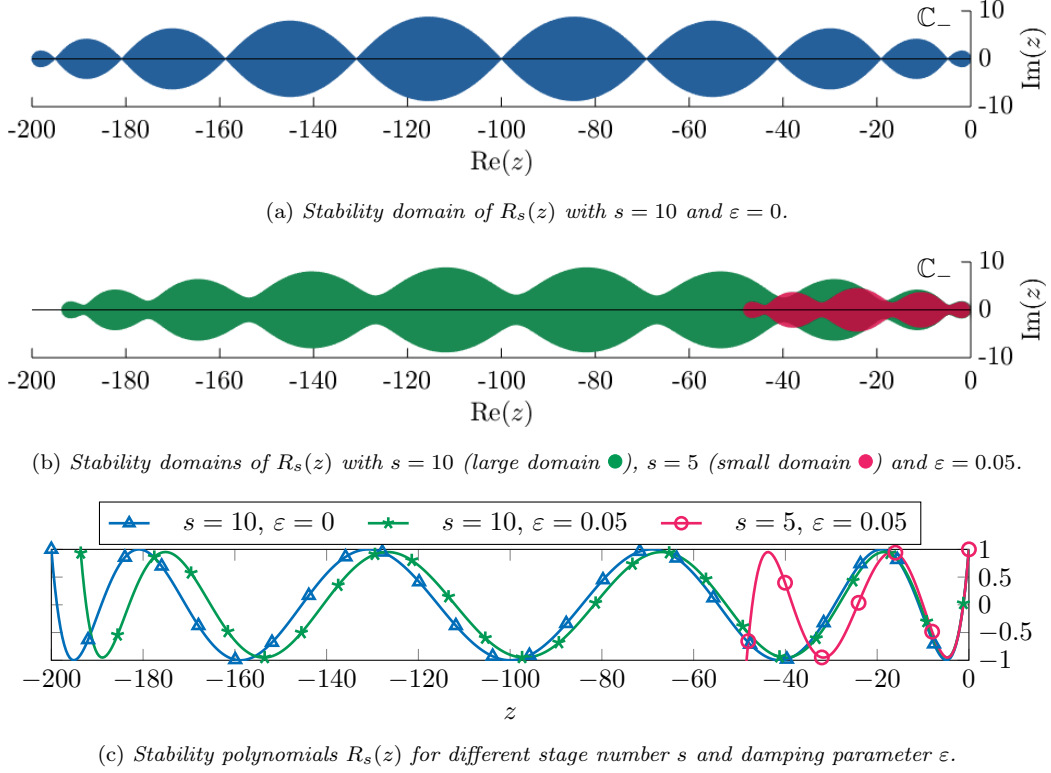 ℂ₋
10
0
-10
Im(z)
-200 -180 -160 -140 -120 -100 -80 -60 -40 -20 0
Re(z)
(a) Stability domain of Rₛ(z) with s = 10 and ε = 0.
ℂ₋
10
0
-10
Im(z)
-200 -180 -160 -140 -120 -100 -80 -60 -40 -20 0
Re(z)
(b) Stability domains of Rₛ(z) with s = 10 (large domain ●), s = 5 (small domain ●) and ε = 0.05.
s = 10, ε = 0 s = 10, ε = 0.05 s = 5, ε = 0.05
1
0.5
0
−0.5
−1
−200 −180 −160 −140 −120 −100 −80 −60 −40 −20 0
z
(c) Stability polynomials Rₛ(z) for different stage number s and damping parameter ε.